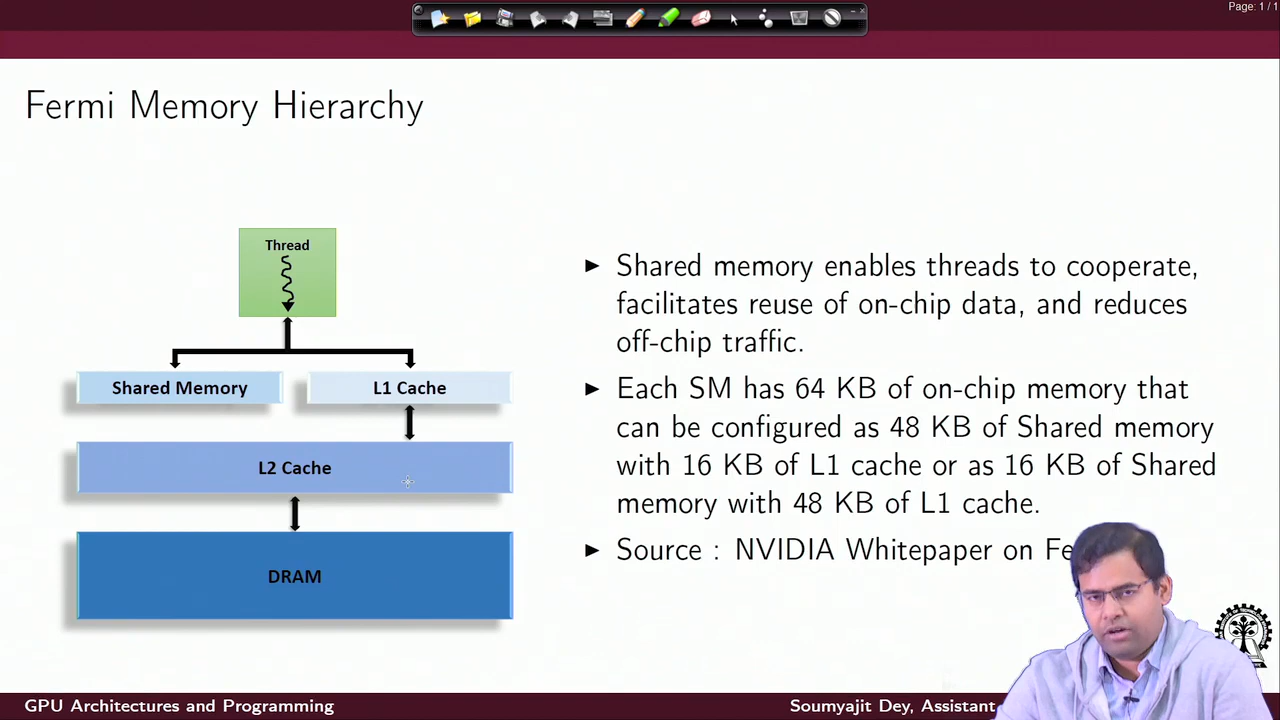 Page: 1 / 1
Fermi Memory Hierarchy
Thread
Shared Memory
L1 Cache
L2 Cache
DRAM
► Shared memory enables threads to cooperate,
facilitates reuse of on-chip data, and reduces
off-chip traffic.
► Each SM has 64 KB of on-chip memory that
can be configured as 48 KB of Shared memory
with 16 KB of L1 cache or as 16 KB of Shared
memory with 48 KB of L1 cache.
► Source : NVIDIA Whitepaper on
GPU Architectures and Programming
Soumyajit Dey, Assistant